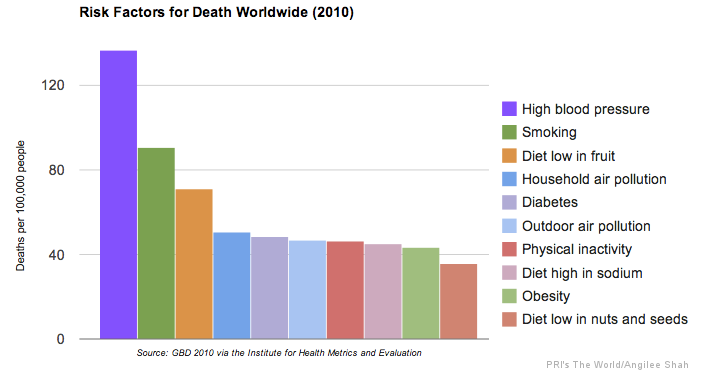 Risk Factors for Death Worldwide (2010)
120
80
40
0
Deaths per 100,000 people
High blood pressure
Smoking
Diet low in fruit
Household air pollution
Diabetes
Outdoor air pollution
Physical inactivity
Diet high in sodium
Obesity
Diet low in nuts and seeds
Source: GBD 2010 via the Institute for Health Metrics and Evaluation
PRI's The World/Angilee Shah